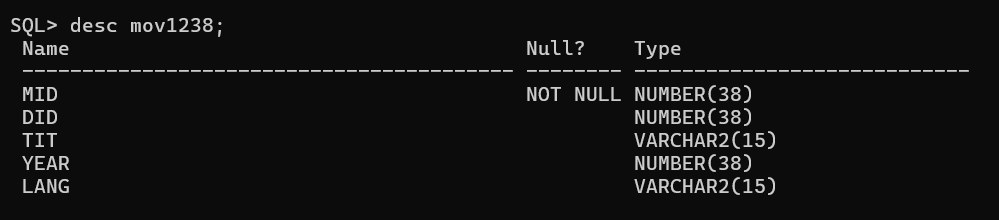 SQL> desc mov1238;
 Name                                      Null?    Type
 ----------------------------------------- -------- ----------------------------
 MID                                       NOT NULL NUMBER(38)
 DID                                                NUMBER(38)
 TIT                                                VARCHAR2(15)
 YEAR                                               NUMBER(38)
 LANG                                               VARCHAR2(15)